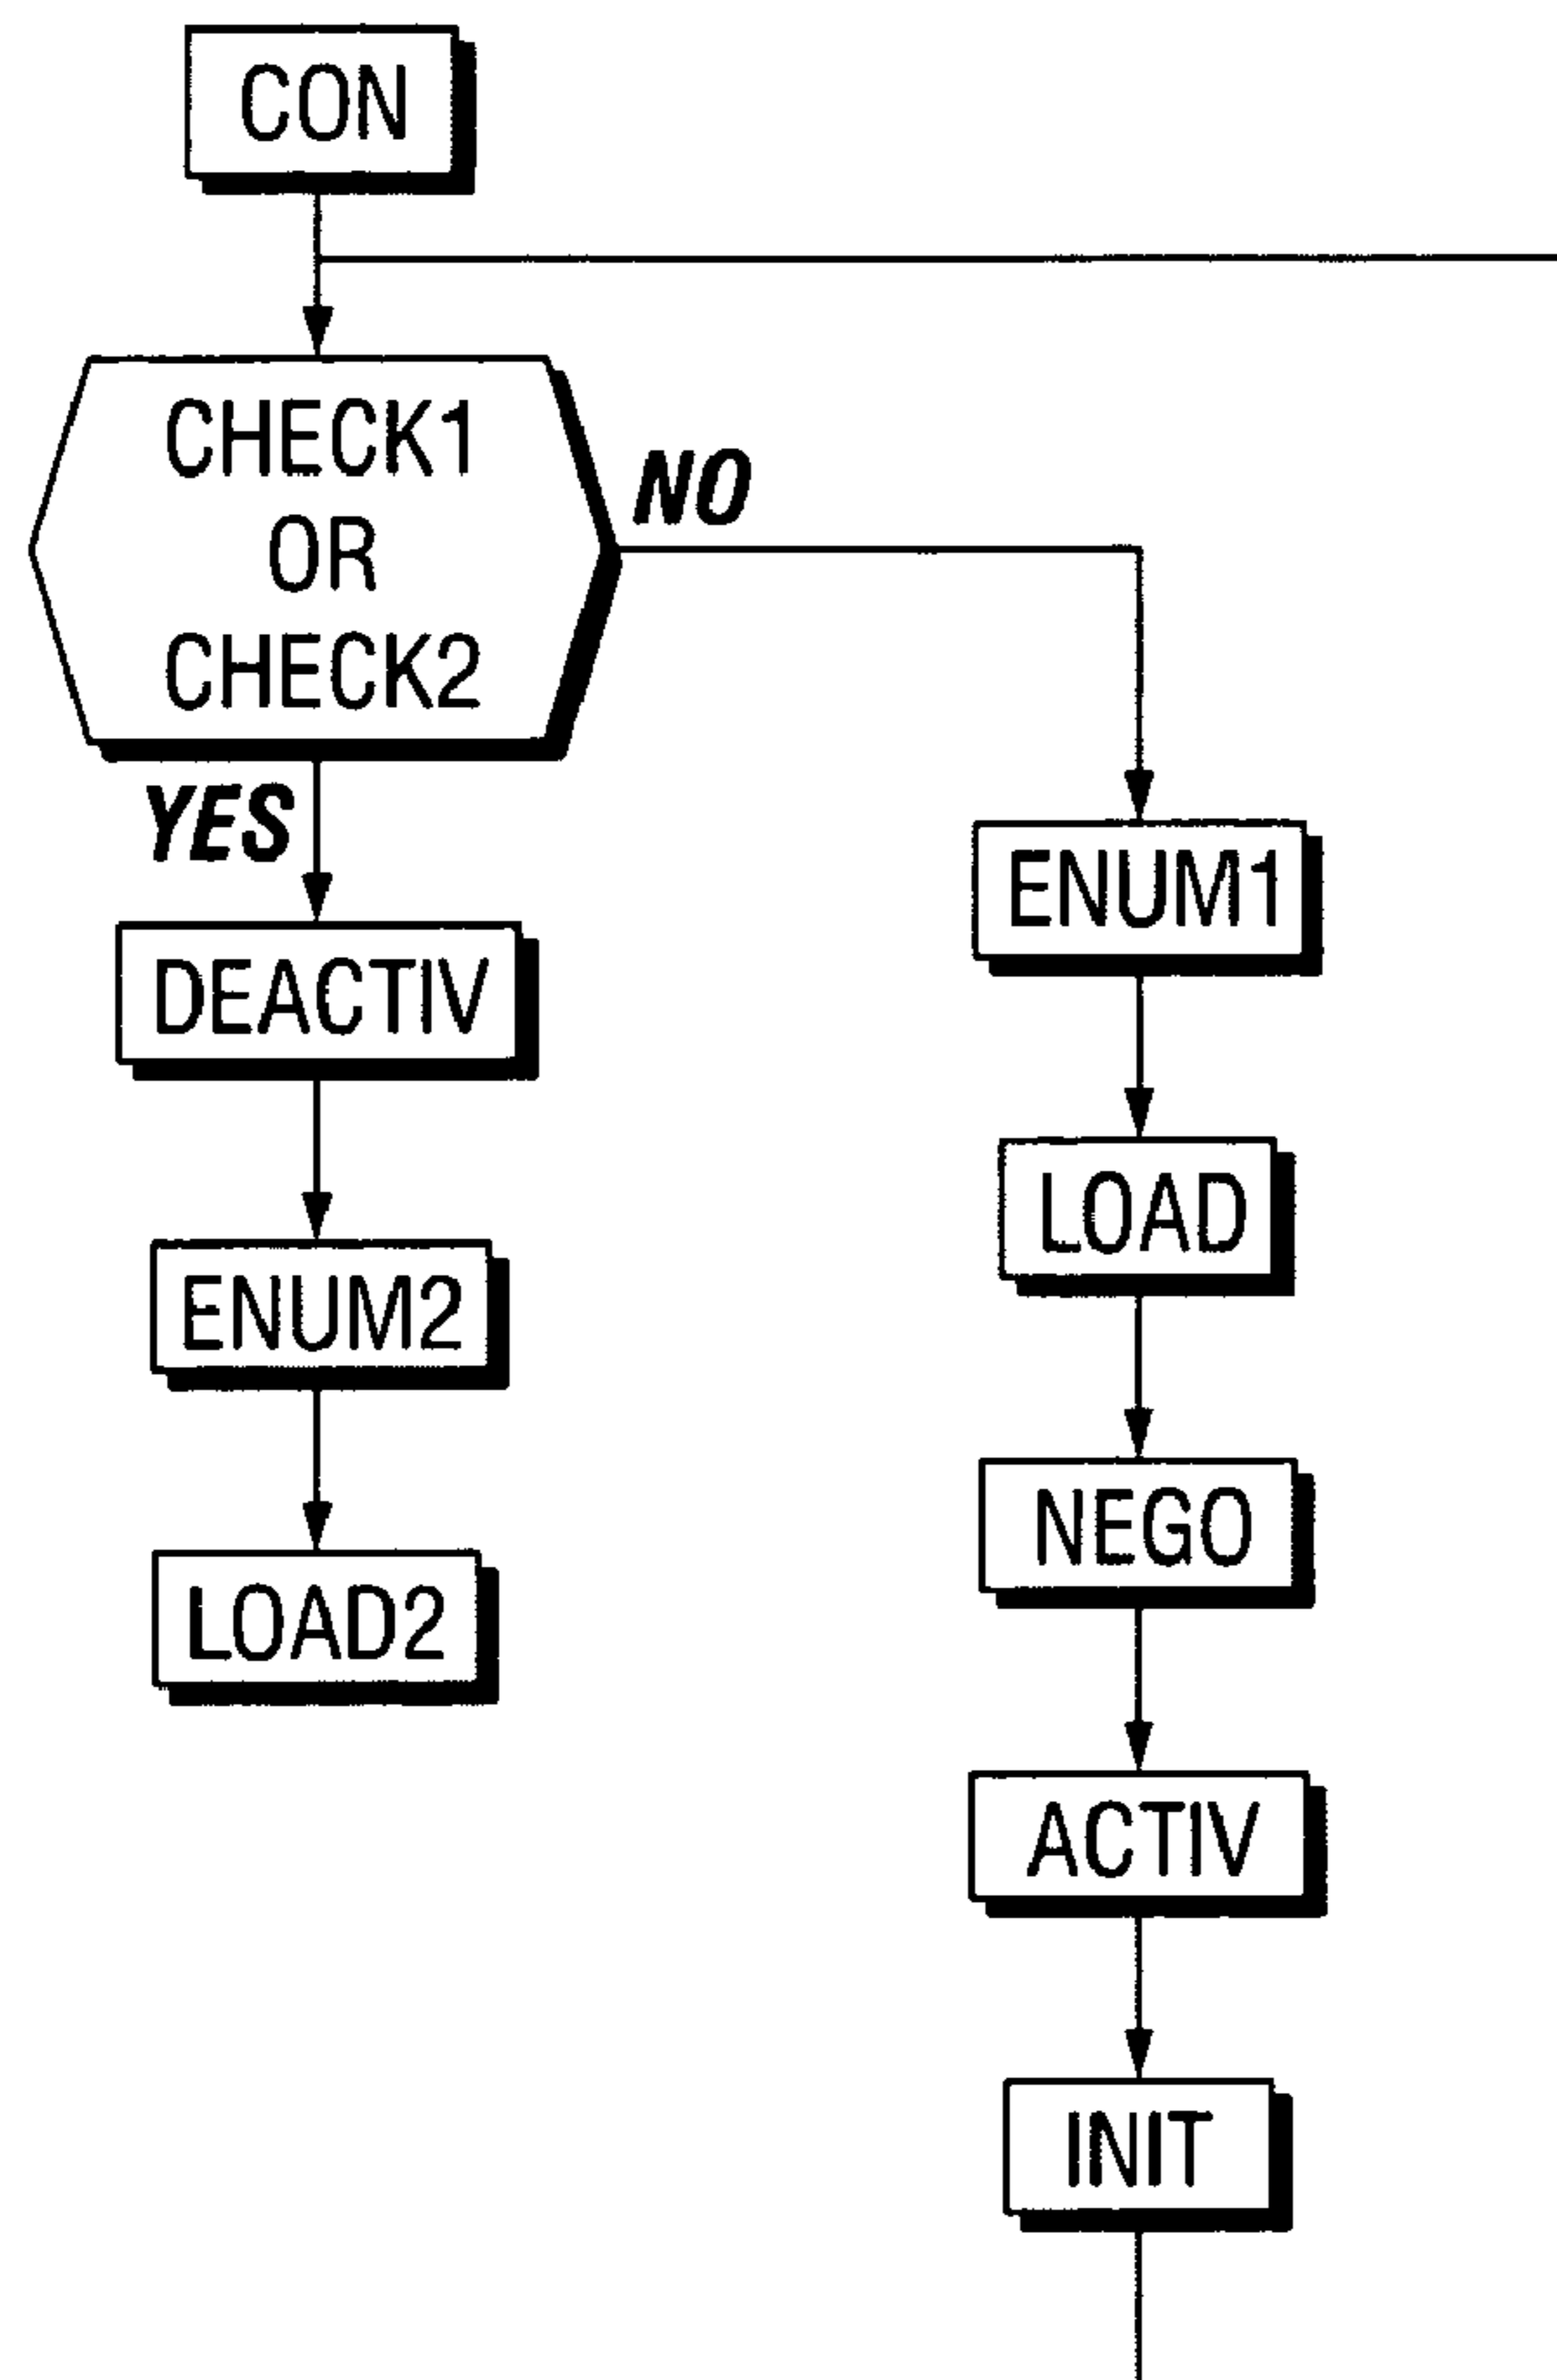 CON
CHECK1
OR
CHECK2
NO
YES
DEACTIV
ENUM2
LOAD2
ENUM1
LOAD
NEGO
ACTIV
INIT